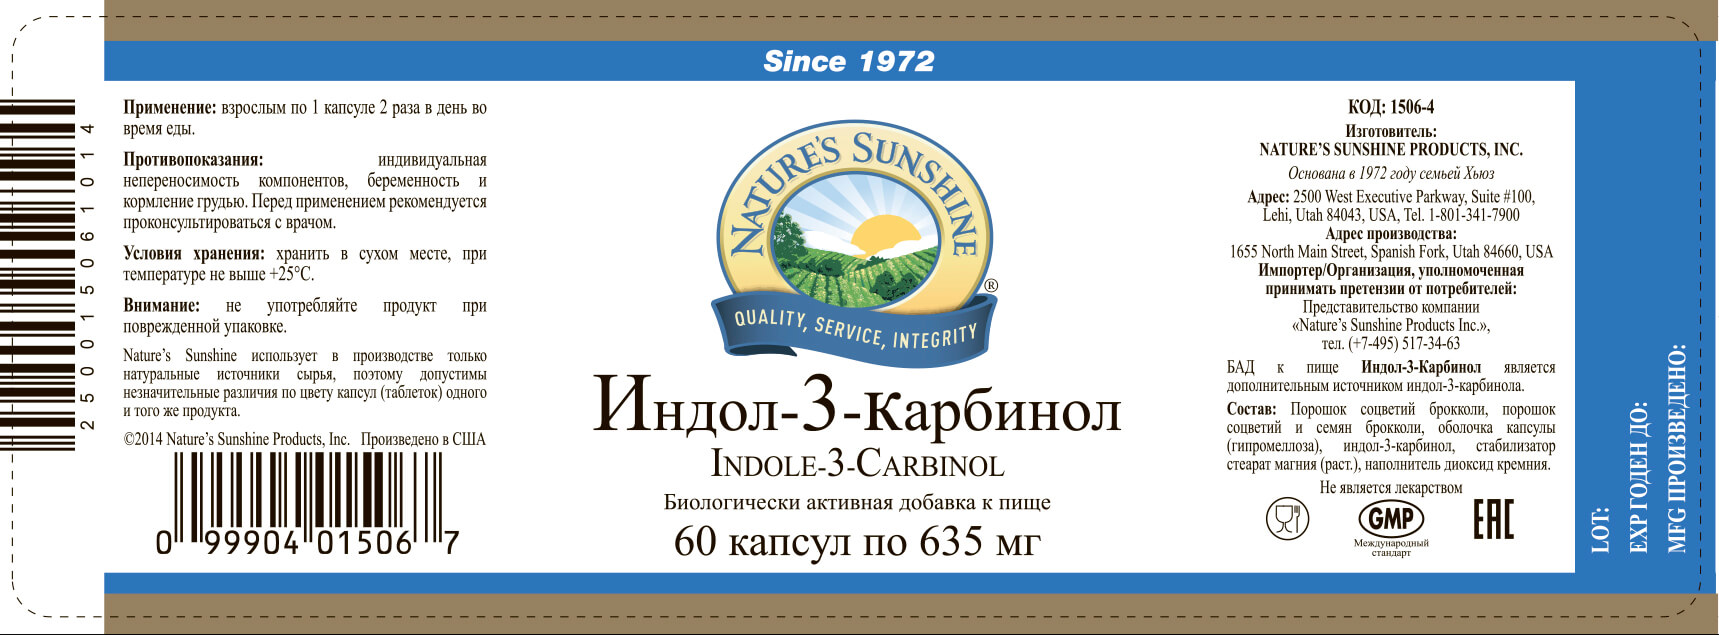 Since 1972
25001506101 4
Применение: взрослым по 1 капсуле 2 раза в день во
время еды.
Противопоказания: индивидуальная
непереносимость компонентов, беременность и
кормление грудью. Перед применением рекомендуется
проконсультироваться с врачом.
Условия хранения: хранить в сухом месте, при
температуре не выше +25°C.
Внимание: не употребляйте продукт при
поврежденной упаковке.
Nature's Sunshine использует в производстве только
натуральные источники сырья, поэтому допустимы
незначительные различия по цвету капсул (таблеток) одного
и того же продукта.
©2014 Nature's Sunshine Products, Inc. Произведено в США
0 99904 01506 7
NATURE'S SUNSHINE
®
QUALITY, SERVICE, INTEGRITY
Индол-3-карбинол
INDOLE-3-CARBINOL
Биологически активная добавка к пище
60 капсул по 635 мг
КОД: 1506-4
Изготовитель:
NATURE'S SUNSHINE PRODUCTS, INC.
Основана в 1972 году семьей Хьюз
Адрес: 2500 West Executive Parkway, Suite #100,
Lehi, Utah 84043, USA, Tel. 1-801-341-7900
Адрес производства:
1655 North Main Street, Spanish Fork, Utah 84660, USA
Импортер/Организация, уполномоченная
принимать претензии от потребителей:
Представительство компании
«Nature's Sunshine Products Inc.»,
тел. (+7-495) 517-34-63
БАД к пище Индол-3-Карбинол является
дополнительным источником индол-3-карбинола.
Состав: Порошок соцветий брокколи, порошок
соцветий и семян брокколи, оболочка капсулы
(гипромеллоза), индол-3-карбинол, стабилизатор
стеарат магния (раст.), наполнитель диоксид кремния.
Не является лекарством
GMP
Международный
стандарт
EAC
LOT:
EXP ГОДЕН ДО:
MFG ПРОИЗВЕДЕНО: